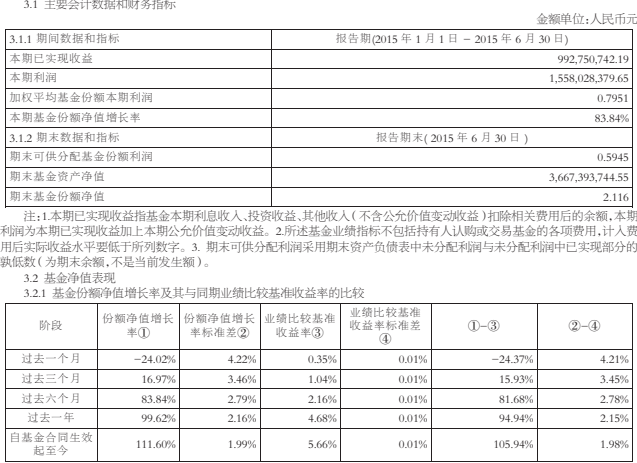 3.1 主要会计数据和财务指标
金额单位:人民币元
3.1.1 期间数据和指标 报告期(2015 年 1 月 1 日 - 2015 年 6 月 30 日)
本期已实现收益 992,750,742.19
本期利润 1,558,028,379.65
加权平均基金份额本期利润 0.7951
本期基金份额净值增长率 83.84%
3.1.2 期末数据和指标 报告期末( 2015 年 6 月 30 日 )
期末可供分配基金份额利润 0.5945
期末基金资产净值 3,667,393,744.55
期末基金份额净值 2.116
注:1.本期已实现收益指基金本期利息收入、投资收益、其他收入(不含公允价值变动收益)扣除相关费用后的余额,本期
利润为本期已实现收益加上本期公允价值变动收益。2.所述基金业绩指标不包括持有人认购或交易基金的各项费用,计入费
用后实际收益水平要低于所列数字。3. 期末可供分配利润采用期末资产负债表中未分配利润与未分配利润中已实现部分的
孰低数(为期末余额,不是当前发生额)。
3.2 基金净值表现
3.2.1 基金份额净值增长率及其与同期业绩比较基准收益率的比较
阶段 份额净值增长率① 份额净值增长率标准差② 业绩比较基准收益率③ 业绩比较基准收益率标准差④ ①-③ ②-④
过去一个月 -24.02% 4.22% 0.35% 0.01% -24.37% 4.21%
过去三个月 16.97% 3.46% 1.04% 0.01% 15.93% 3.45%
过去六个月 83.84% 2.79% 2.16% 0.01% 81.68% 2.78%
过去一年 99.62% 2.16% 4.68% 0.01% 94.94% 2.15%
自基金合同生效起至今 111.60% 1.99% 5.66% 0.01% 105.94% 1.98%